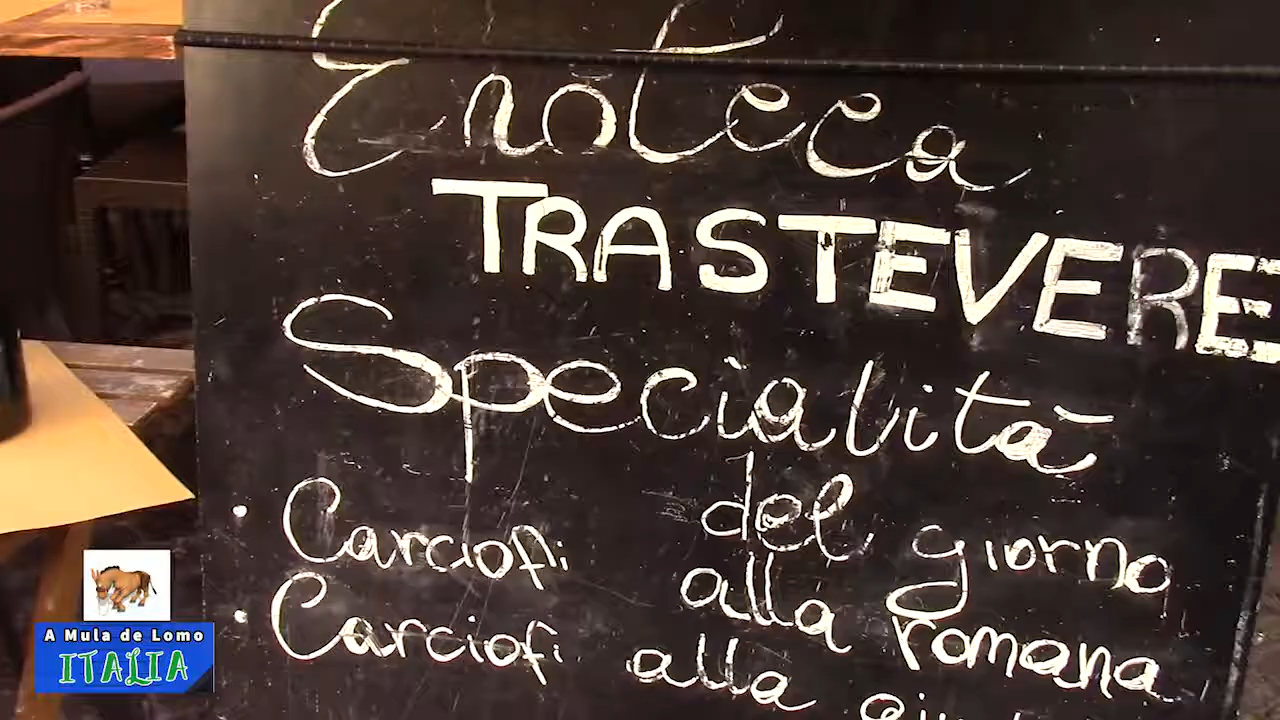 Enoteca
TRASTEVERE
Specialità
del giorno
• Carciofi alla romana
• Carciofi alla
A Mula de Lomo
ITALIA